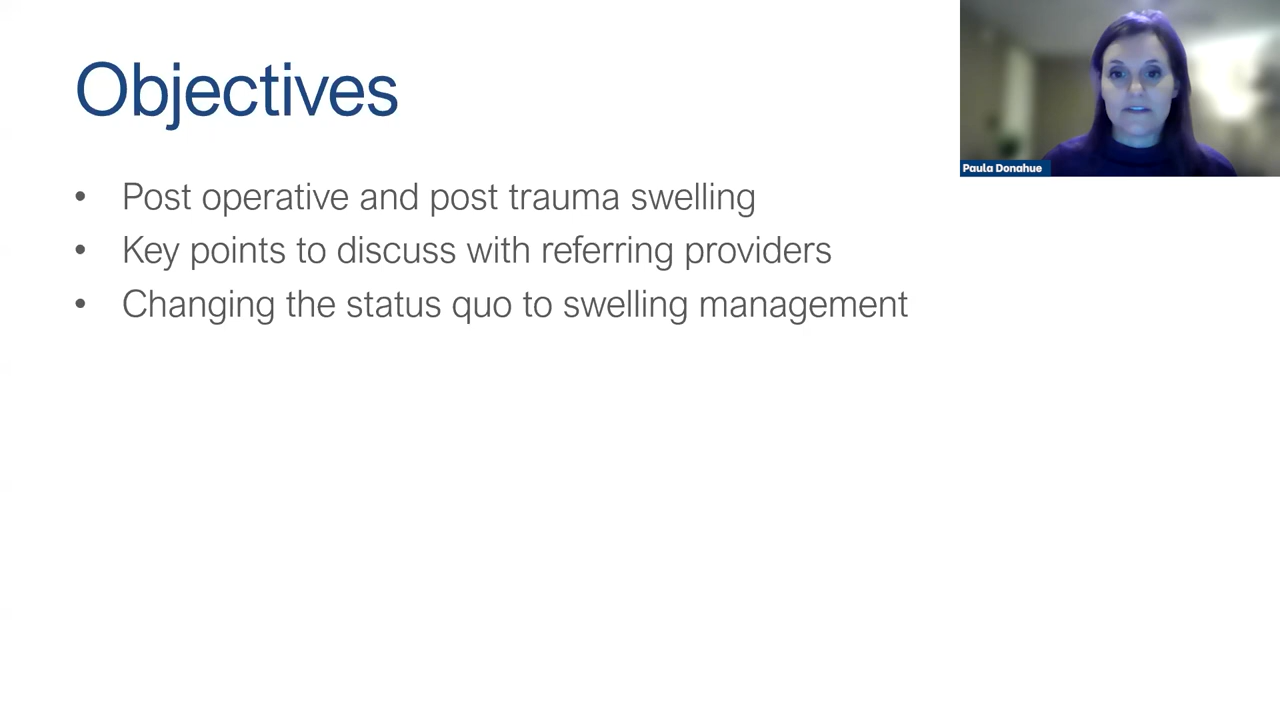 Objectives
• Post operative and post trauma swelling
• Key points to discuss with referring providers
• Changing the status quo to swelling management
Paula Donahue